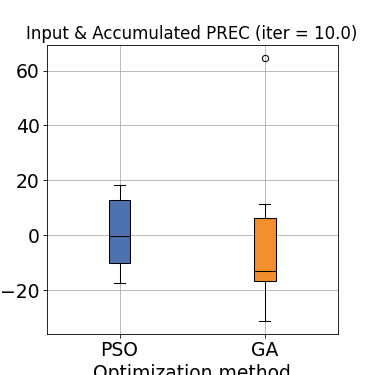 Input & Accumulated PREC (iter = 10.0)
60
40
20
0
−20
PSO GA
Optimization method